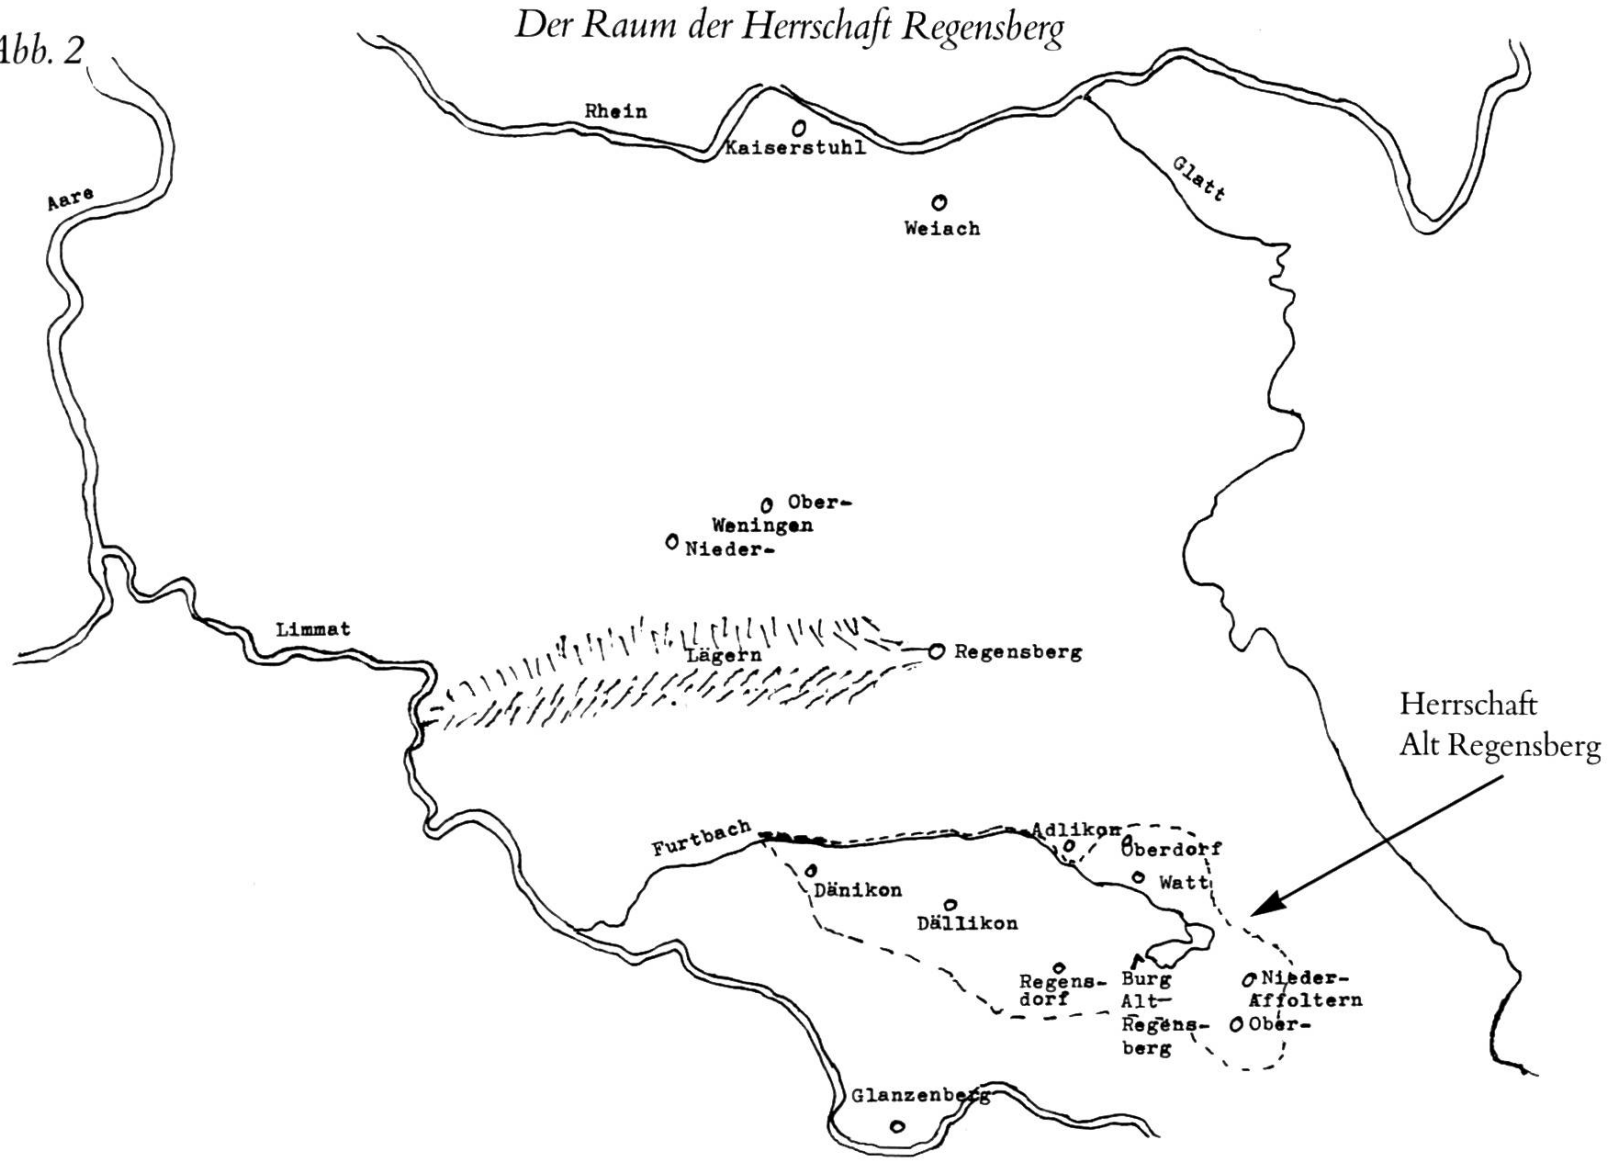 Der Raum der Herrschaft Regensberg
Abb. 2
Rhein
Kaiserstuhl
Glatt
Aare
Weiach
Ober-
Weningen
Nieder-
Limmat
Lägern
Regensberg
Herrschaft
Alt Regensberg
Furtbach
Adlikon
Oberdorf
Watt
Dänikon
Dällikon
Regens-
dorf
Burg
Alt-
Regens-
berg
Nieder-
Affoltern
Ober-
Glanzenberg